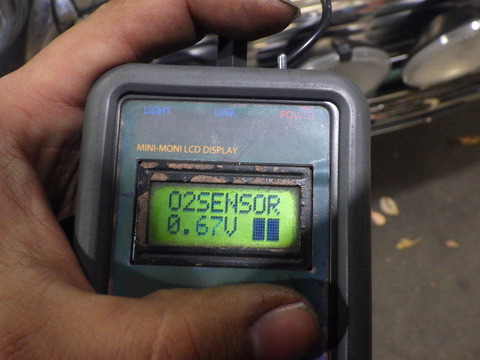 LIGHT LINE POWER
MINI-MONI LCD DISPLAY
O2SENSOR
0.67V